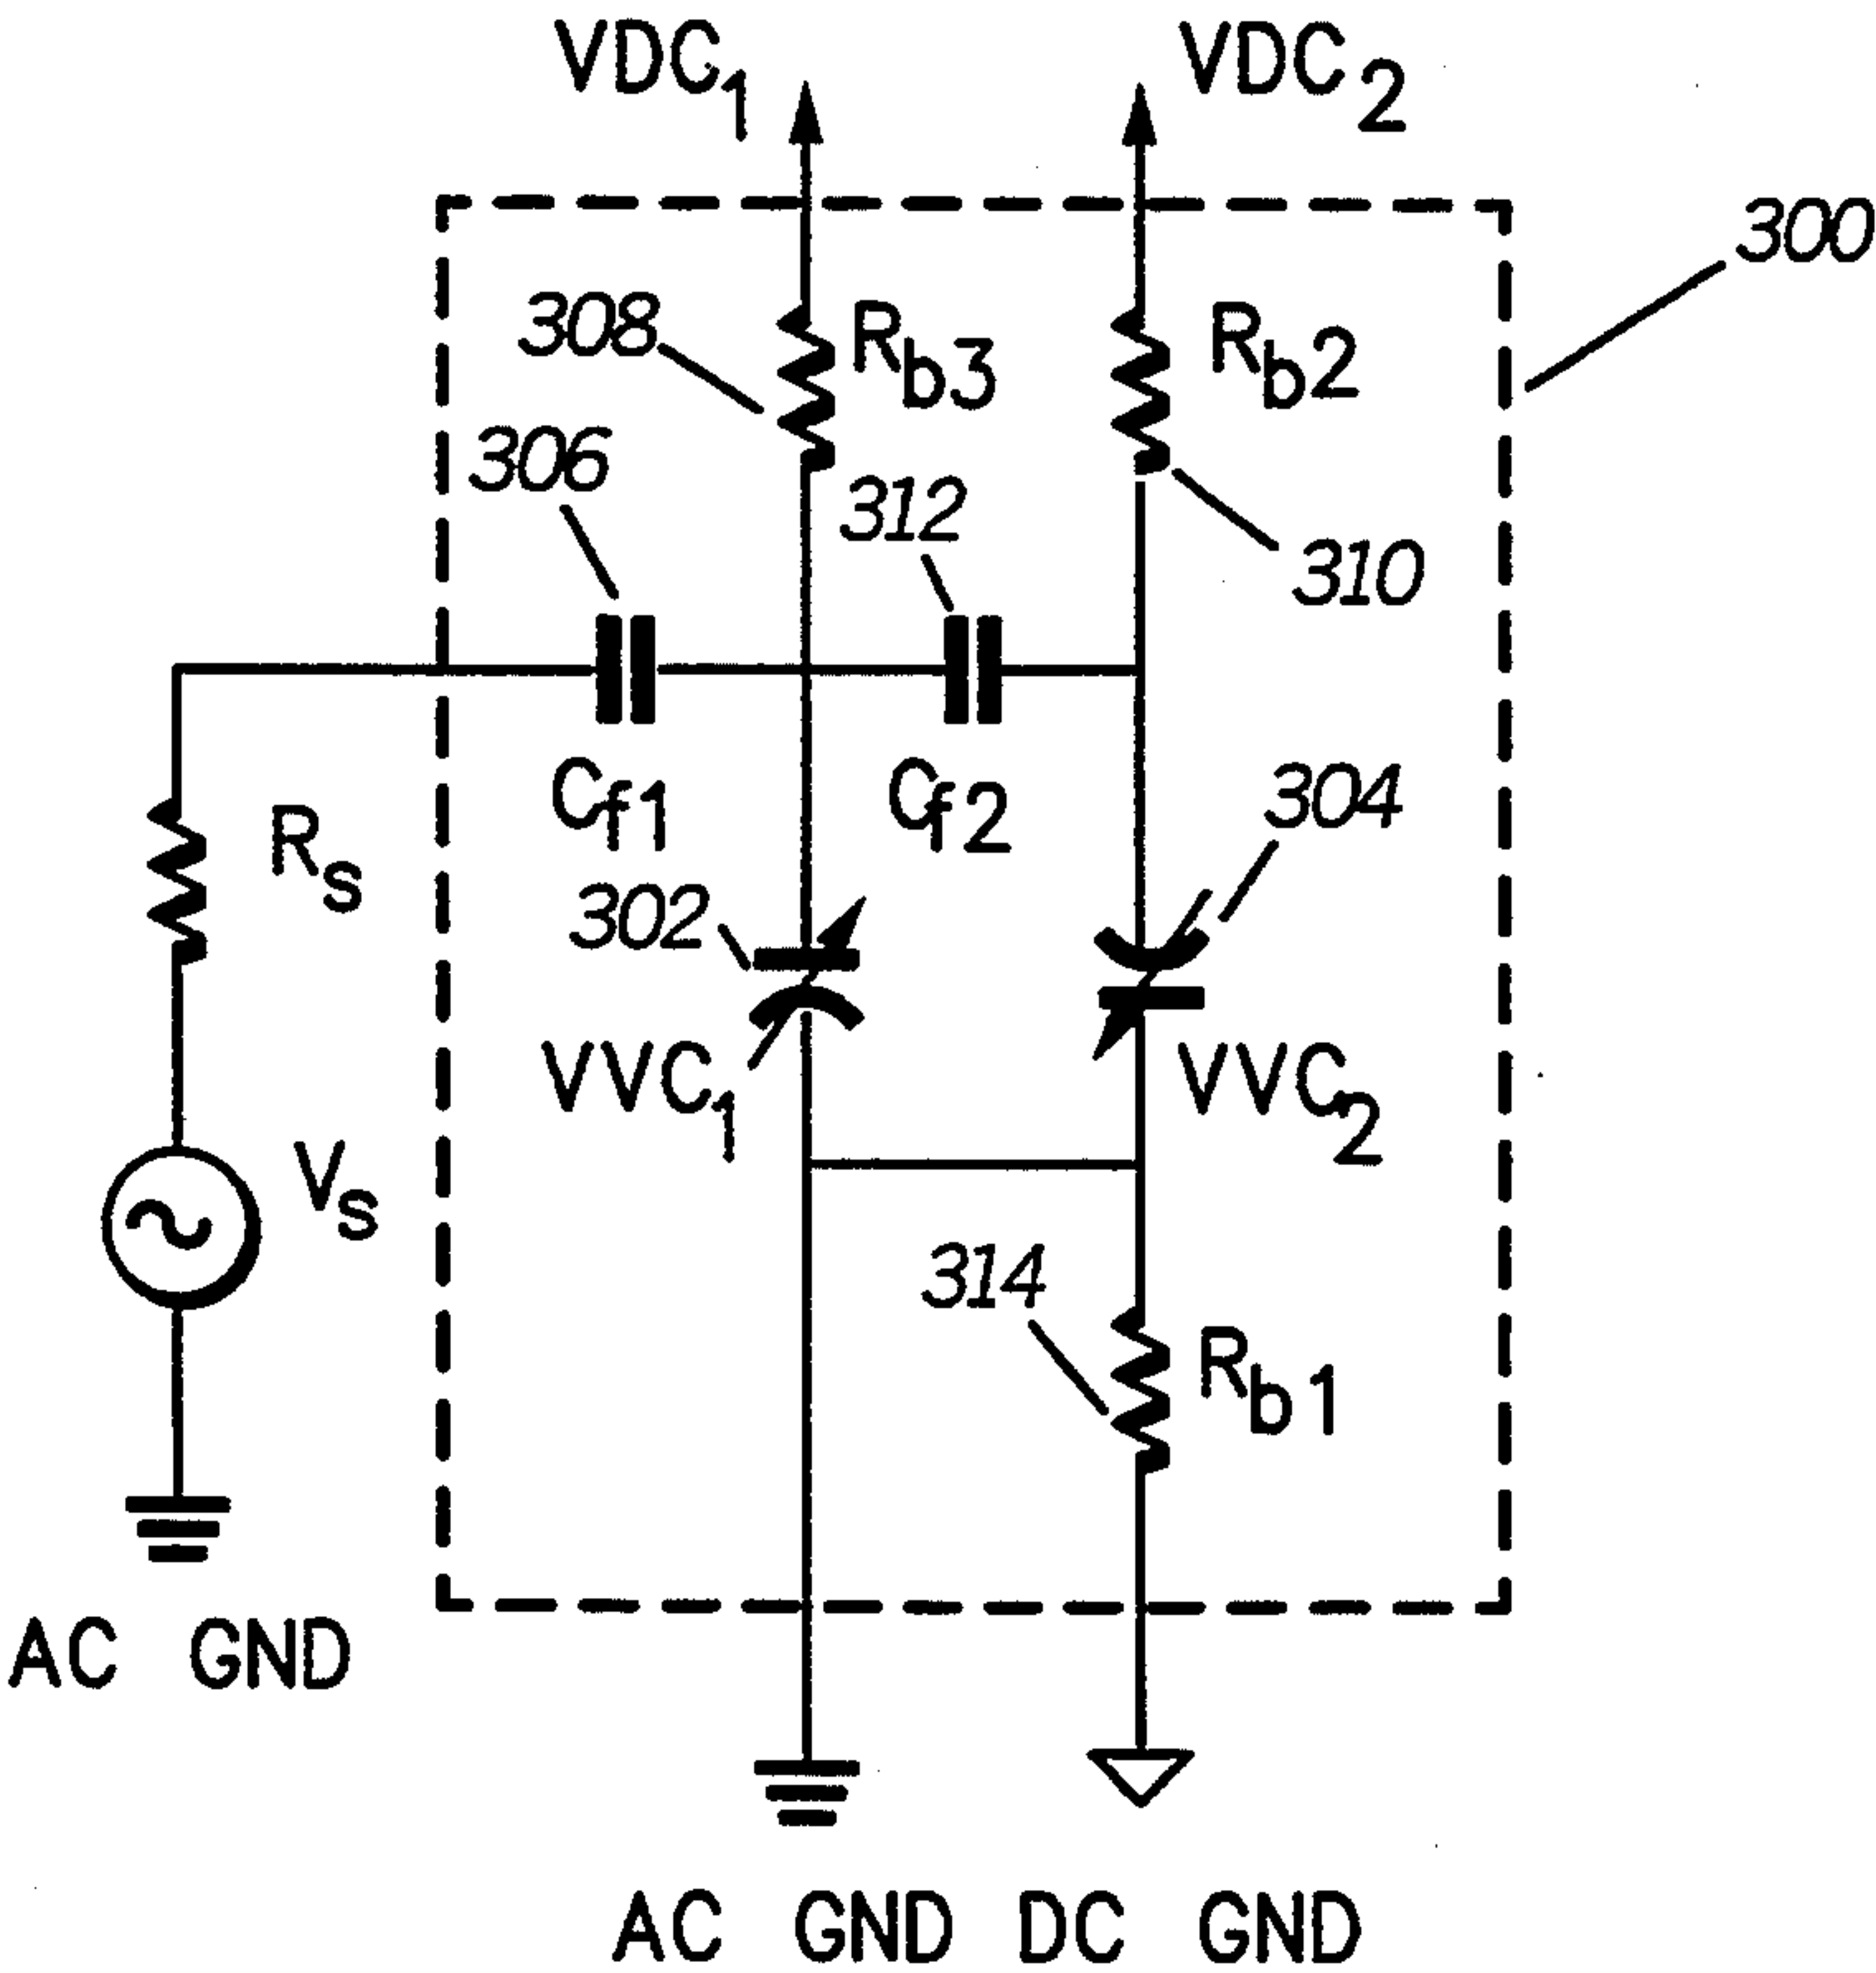 VDC1 VDC2
300
308 Rb3 Rb2
306 312
310
Cf1 Cf2 304
Rs
302
VVC1 VVC2
Vs
314
Rb1
AC GND
AC GND DC GND